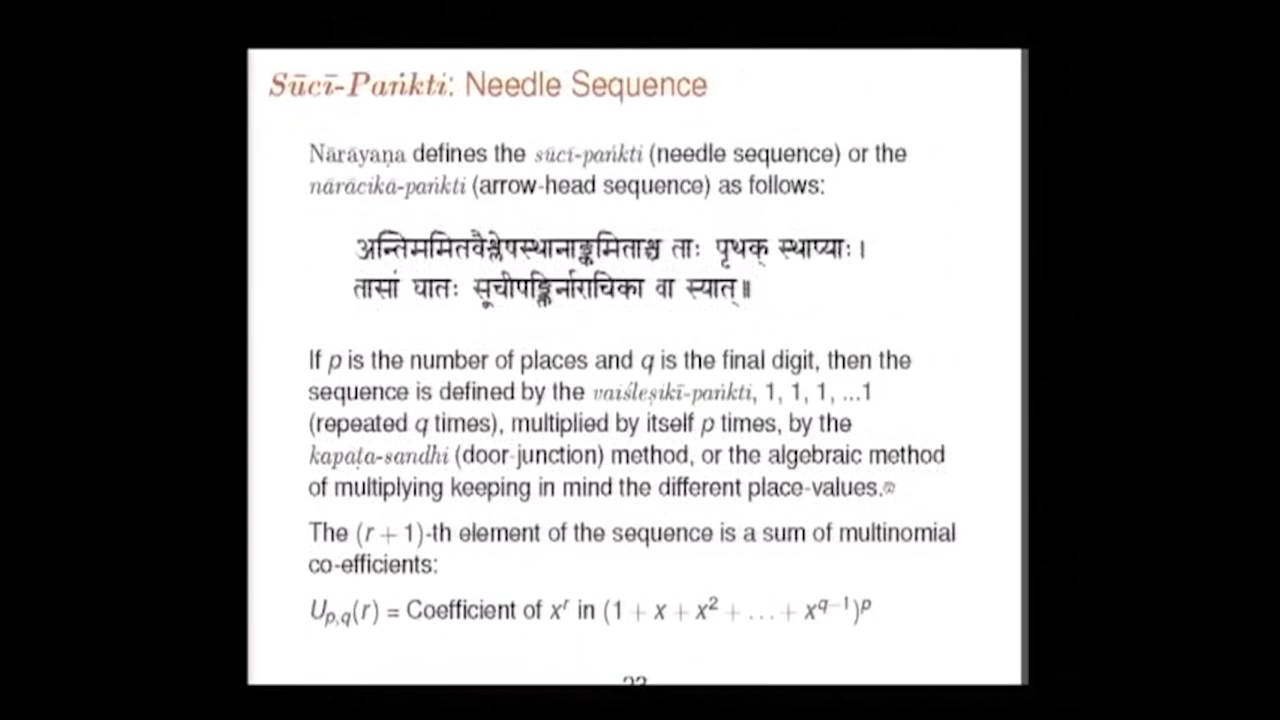 Sūcī-Paṅkti: Needle Sequence
Nārāyaṇa defines the sūcī-paṅkti (needle sequence) or the
nārācikā-paṅkti (arrow-head sequence) as follows:
अन्तिममितवैश्लेषस्थानाङ्कमिताश्च ताः पृथक् स्थाप्याः।
तासां घातः सूचीपङ्क्तिर्नाराचिका वा स्यात्॥
If p is the number of places and q is the final digit, then the
sequence is defined by the vaiśleṣikī-paṅkti, 1, 1, 1, ...1
(repeated q times), multiplied by itself p times, by the
kapaṭa-sandhi (door-junction) method, or the algebraic method
of multiplying keeping in mind the different place-values.
The (r + 1)-th element of the sequence is a sum of multinomial
co-efficients:
Uₚ,q(r) = Coefficient of xʳ in (1 + x + x² + … + x^{q−1})ᵖ